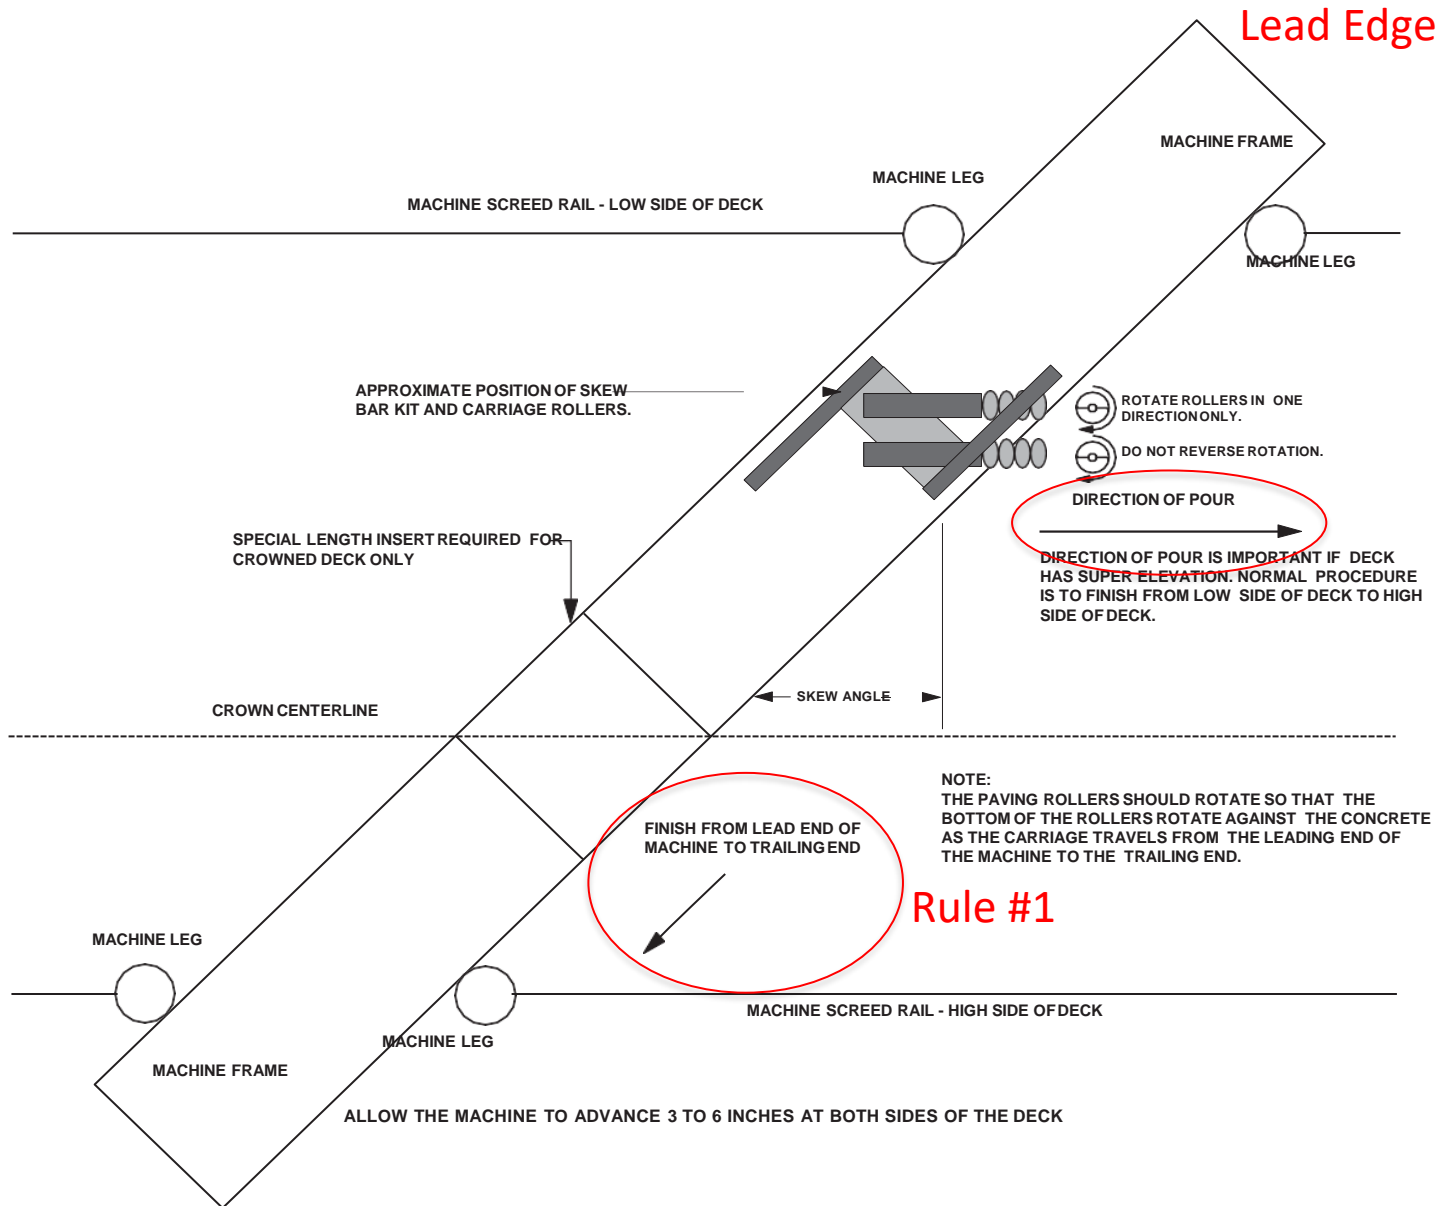 Lead Edge
MACHINE FRAME
MACHINE LEG
MACHINE SCREED RAIL - LOW SIDE OF DECK
MACHINE LEG
APPROXIMATE POSITION OF SKEW
BAR KIT AND CARRIAGE ROLLERS.
ROTATE ROLLERS IN ONE
DIRECTION ONLY.
DO NOT REVERSE ROTATION.
DIRECTION OF POUR
DIRECTION OF POUR IS IMPORTANT IF DECK
HAS SUPER ELEVATION. NORMAL PROCEDURE
IS TO FINISH FROM LOW SIDE OF DECK TO HIGH
SIDE OF DECK.
SPECIAL LENGTH INSERT REQUIRED FOR
CROWNED DECK ONLY
SKEW ANGLE
CROWN CENTERLINE
NOTE:
THE PAVING ROLLERS SHOULD ROTATE SO THAT THE
BOTTOM OF THE ROLLERS ROTATE AGAINST THE CONCRETE
AS THE CARRIAGE TRAVELS FROM THE LEADING END OF
THE MACHINE TO THE TRAILING END.
FINISH FROM LEAD END OF
MACHINE TO TRAILING END
Rule #1
MACHINE LEG
MACHINE SCREED RAIL - HIGH SIDE OF DECK
MACHINE LEG
MACHINE FRAME
ALLOW THE MACHINE TO ADVANCE 3 TO 6 INCHES AT BOTH SIDES OF THE DECK